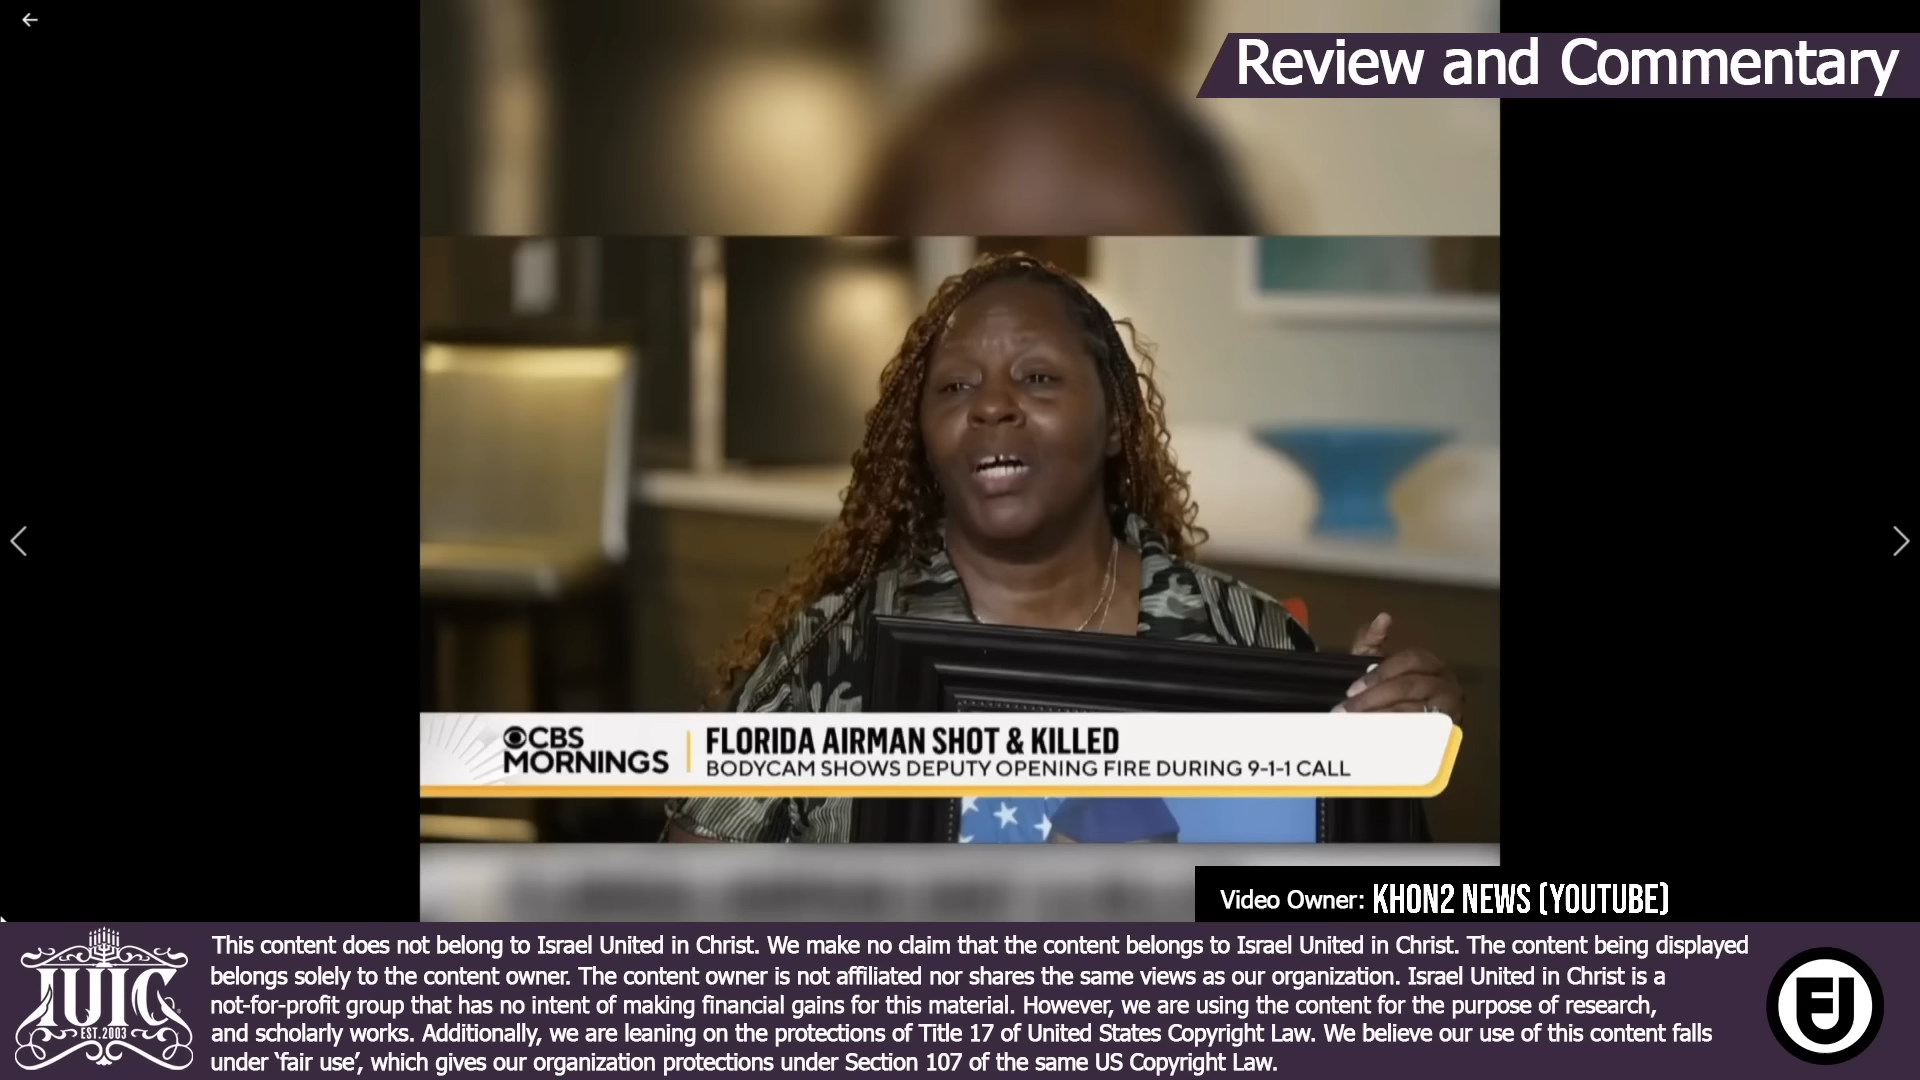 Review and Commentary
CBS
MORNINGS
FLORIDA AIRMAN SHOT & KILLED
BODYCAM SHOWS DEPUTY OPENING FIRE DURING 9-1-1 CALL
Video Owner: KHON2 NEWS (YOUTUBE)
IUIC
EST. 2003
This content does not belong to Israel United in Christ. We make no claim that the content belongs to Israel United in Christ. The content being displayed
belongs solely to the content owner. The content owner is not affiliated nor shares the same views as our organization. Israel United in Christ is a
not-for-profit group that has no intent of making financial gains for this material. However, we are using the content for the purpose of research,
and scholarly works. Additionally, we are leaning on the protections of Title 17 of United States Copyright Law. We believe our use of this content falls
under ‘fair use’, which gives our organization protections under Section 107 of the same US Copyright Law.